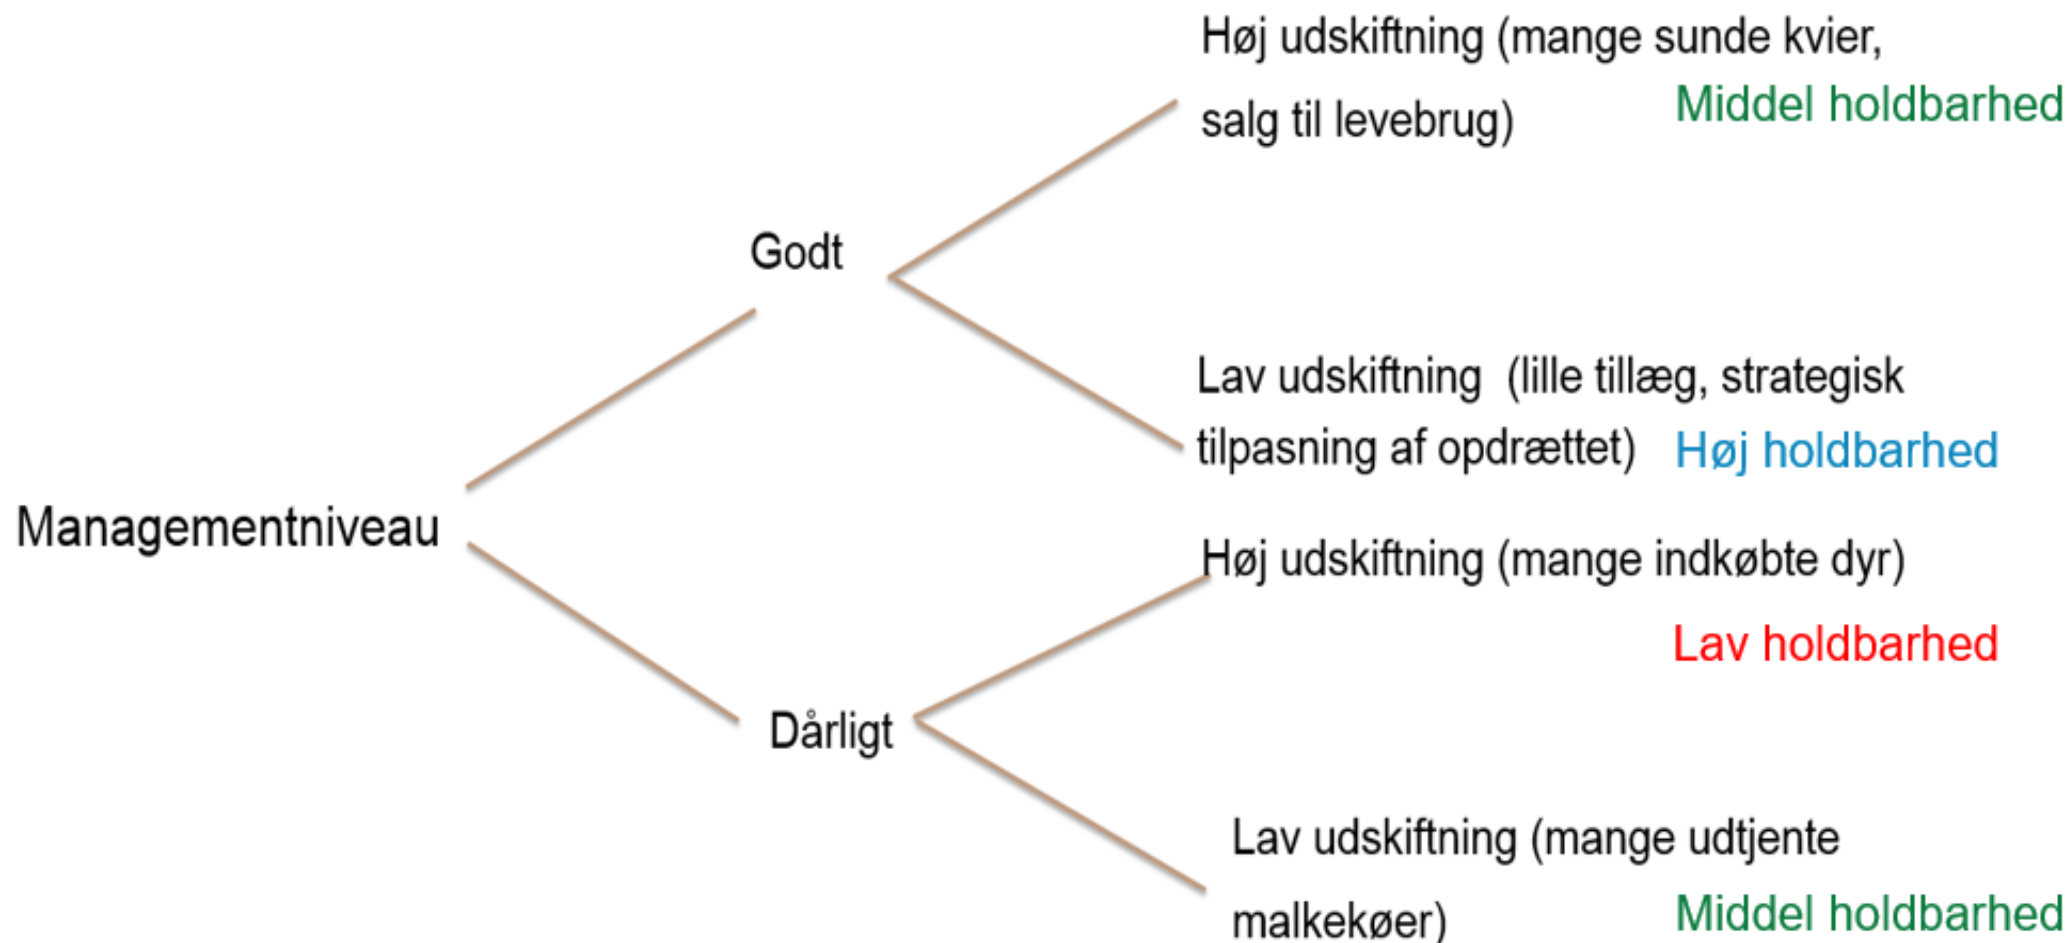 Høj udskiftning (mange sunde kvier,
salg til levebrug)
Middel holdbarhed
Godt
Lav udskiftning (lille tillæg, strategisk
tilpasning af opdrættet)
Høj holdbarhed
Managementniveau
Høj udskiftning (mange indkøbte dyr)
Lav holdbarhed
Dårligt
Lav udskiftning (mange udtjente
malkekøer)
Middel holdbarhed